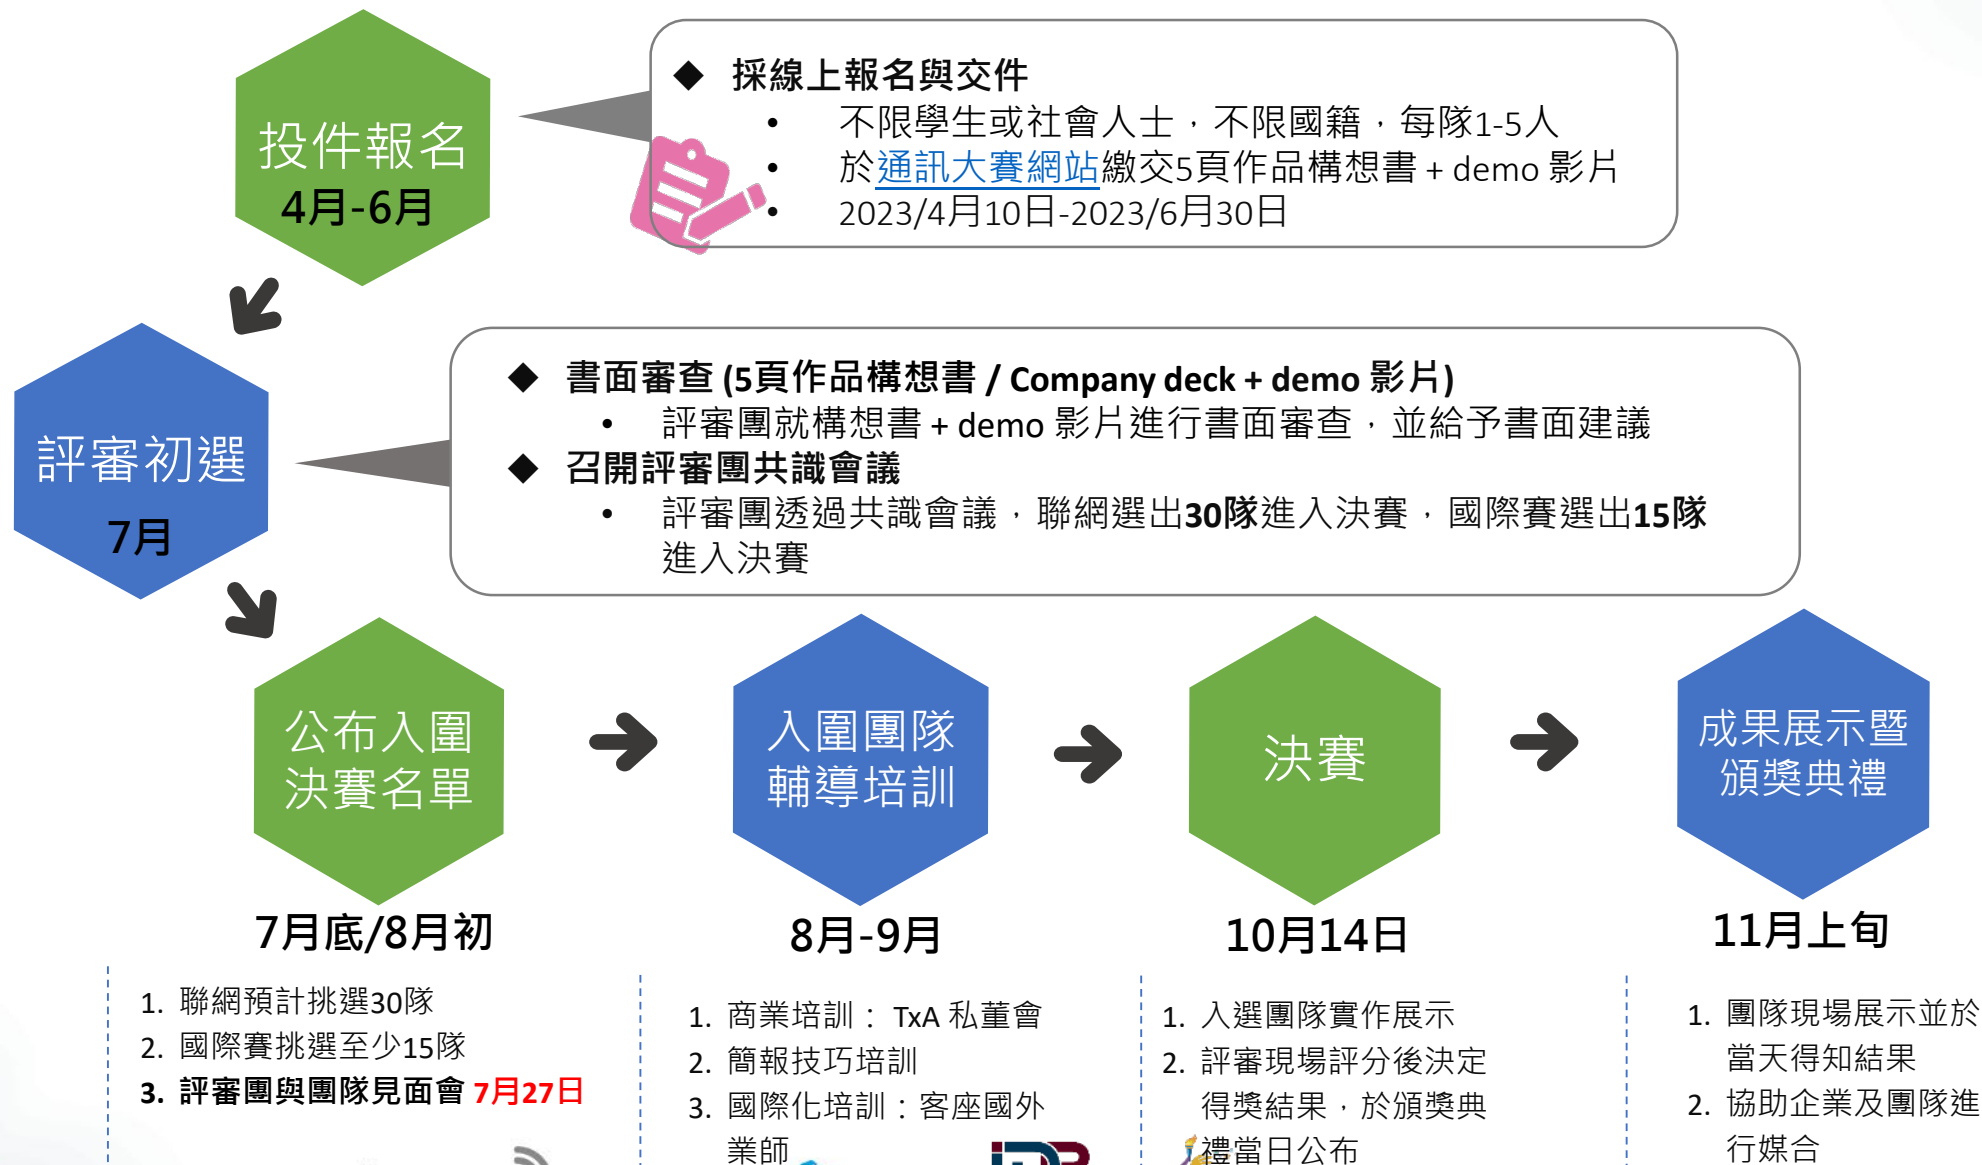 投件報名
4月-6月
◆ 採線上報名與交件
• 不限學生或社會人士，不限國籍，每隊1-5人
• 於通訊大賽網站繳交5頁作品構想書 + demo 影片
• 2023/4月10日-2023/6月30日
評審初選
7月
◆ 書面審查 (5頁作品構想書 / Company deck + demo 影片)
• 評審團就構想書 + demo 影片進行書面審查，並給予書面建議
◆ 召開評審團共識會議
• 評審團透過共識會議，聯網選出30隊進入決賽，國際賽選出15隊
進入決賽
公布入圍
決賽名單
7月底/8月初
1. 聯網預計挑選30隊
2. 國際賽挑選至少15隊
3. 評審團與團隊見面會 7月27日
入圍團隊
輔導培訓
8月-9月
1. 商業培訓： TxA 私董會
2. 簡報技巧培訓
3. 國際化培訓：客座國外
業師
決賽
10月14日
1. 入選團隊實作展示
2. 評審現場評分後決定
得獎結果，於頒獎典
禮當日公布
成果展示暨
頒獎典禮
11月上旬
1. 團隊現場展示並於
當天得知結果
2. 協助企業及團隊進
行媒合